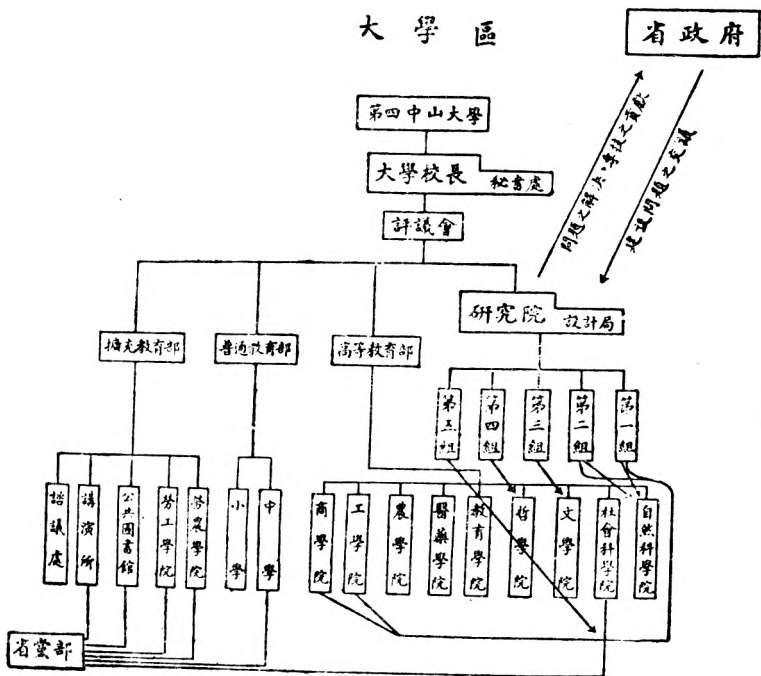 大學區
省政府
第四中山大學
大學校長
秘書處
評議會
問題之解決、專技之貢獻
建設問題之交議
研究院
設計局
擴充教育部
普通教育部
高等教育部
第五組
第四組
第三組
第二組
第一組
諮議處
講演所
公共圖書館
勞工學院
勞農學院
小學
中學
商學院
工學院
農學院
醫藥學院
教育學院
哲學院
文學院
社會科學院
自然科學院
省黨部